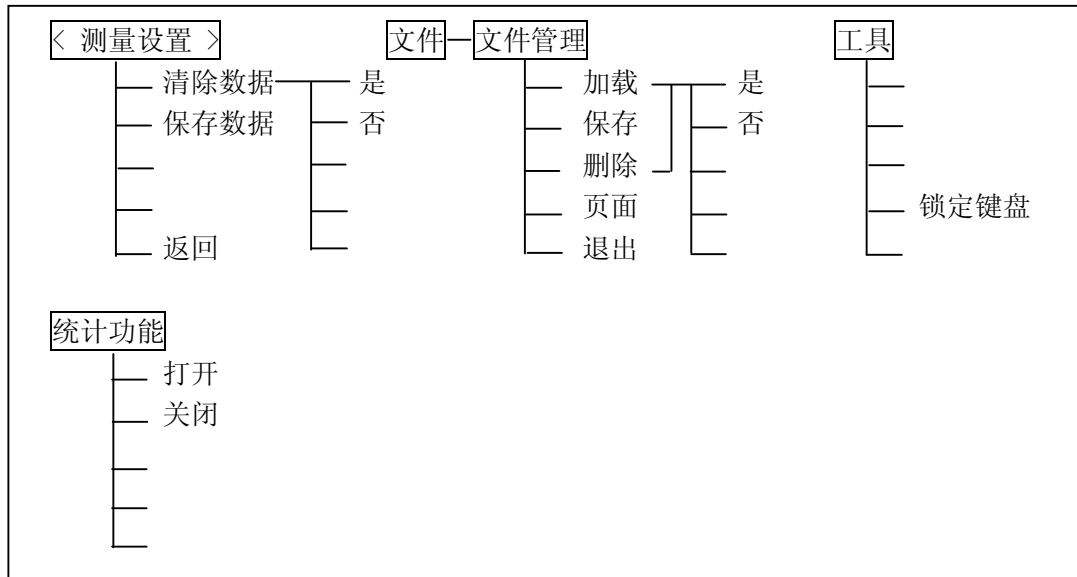 < 测量设置 > 文件 文件管理 工具
清除数据 是 加载 是
保存数据 否 保存 否
删除
页面 锁定键盘
返回 退出
统计功能
打开
关闭